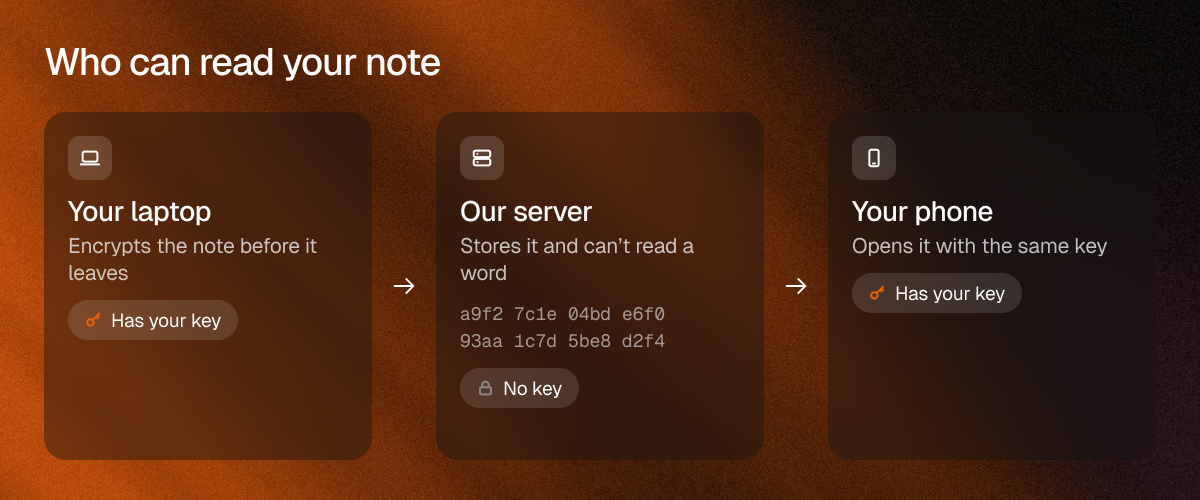 Who can read your note
Your laptop
Encrypts the note before it
leaves
Has your key
Our server
Stores it and can’t read a
word
a9f2 7c1e 04bd e6f0
93aa 1c7d 5be8 d2f4
No key
Your phone
Opens it with the same key
Has your key